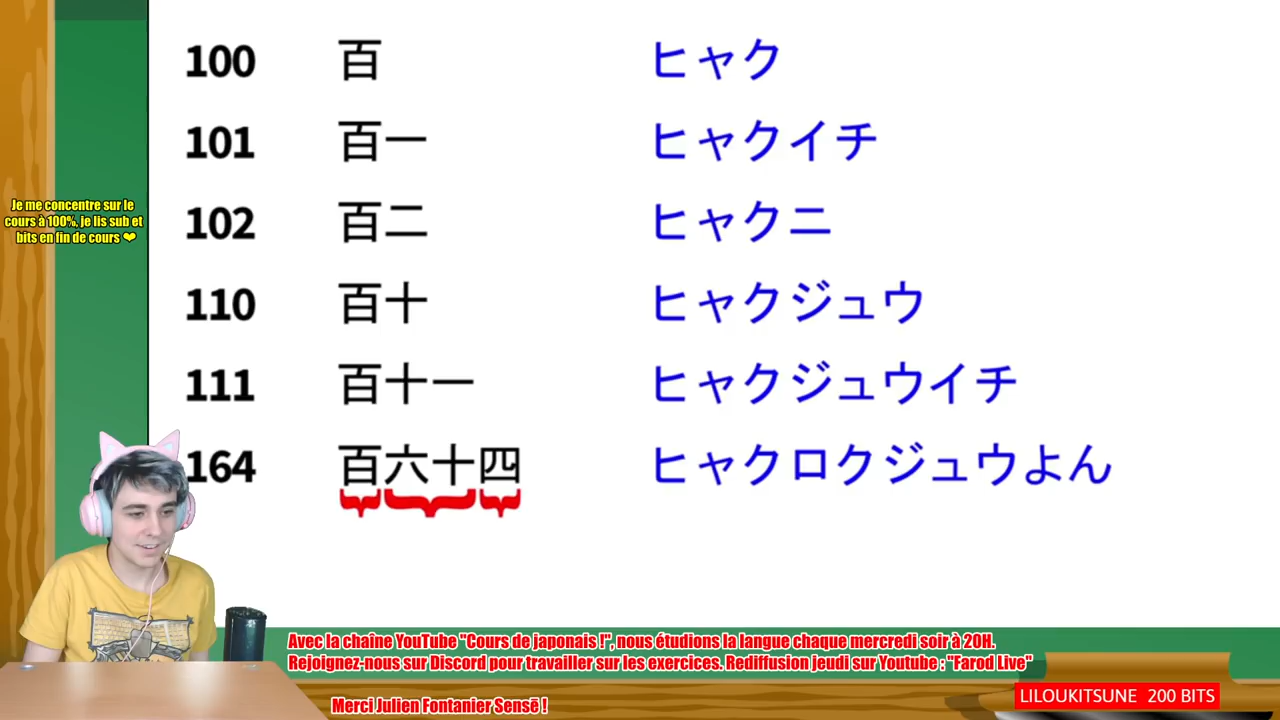 100 百 ヒャク
101 百一 ヒャクイチ
102 百二 ヒャクニ
110 百十 ヒャクジュウ
111 百十一 ヒャクジュウイチ
164 百六十四 ヒャクロクジュウよん
Je me concentre sur le
cours à 100%, je lis sub et
bits en fin de cours ❤
Avec la chaîne YouTube "Cours de japonais !", nous étudions la langue chaque mercredi soir à 20H.
Rejoignez-nous sur Discord pour travailler sur les exercices. Rediffusion jeudi sur Youtube : "Farod Live"
Merci Julien Fontanier Sensē !
LILOUKITSUNE 200 BITS